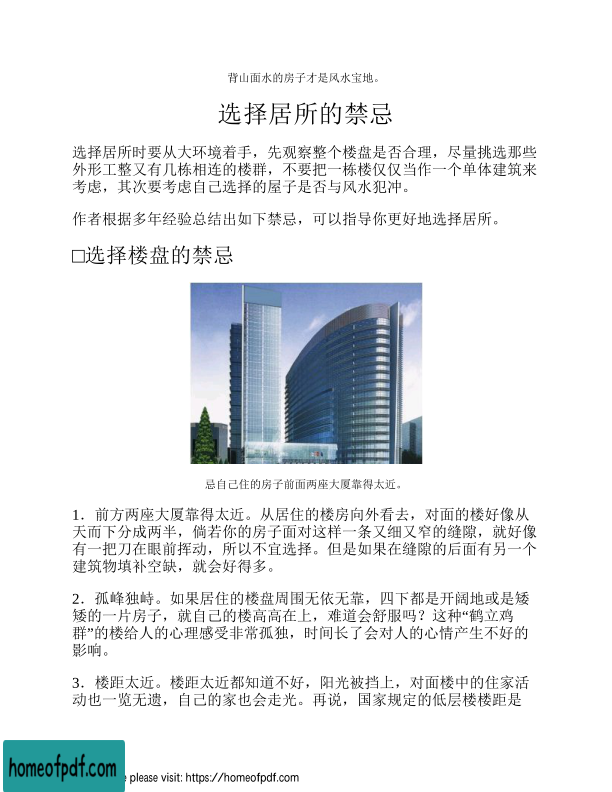 背山面水的房子才是风水宝地。
选择居所的禁忌
选择居所时要从大环境着手，先观察整个楼盘是否合理，尽量挑选那些
外形工整又有几栋相连的楼群，不要把一栋楼仅仅当作一个单体建筑来
考虑，其次要考虑自己选择的屋子是否与风水犯冲。
作者根据多年经验总结出如下禁忌，可以指导你更好地选择居所。
□选择楼盘的禁忌
忌自己住的房子前面两座大厦靠得太近。
1．前方两座大厦靠得太近。从居住的楼房向外看去，对面的楼好像从
天而下分成两半，倘若你的房子面对这样一条又细又窄的缝隙，就好像
有一把刀在眼前挥动，所以不宜选择。但是如果在缝隙的后面有另一个
建筑物填补空缺，就会好得多。
2．孤峰独峙。如果居住的楼盘周围无依无靠，四下都是开阔地或是矮
矮的一片房子，就自己的楼高高在上，难道会舒服吗？这种“鹤立鸡
群”的楼给人的心理感受非常孤独，时间长了会对人的心情产生不好的
影响。
3．楼距太近。楼距太近都知道不好，阳光被挡上，对面楼中的住家活
动也一览无遗，自己的家也会走光。再说，国家规定的低层楼楼距是
homeofpdf.com
e please visit: https://homeofpdf.com